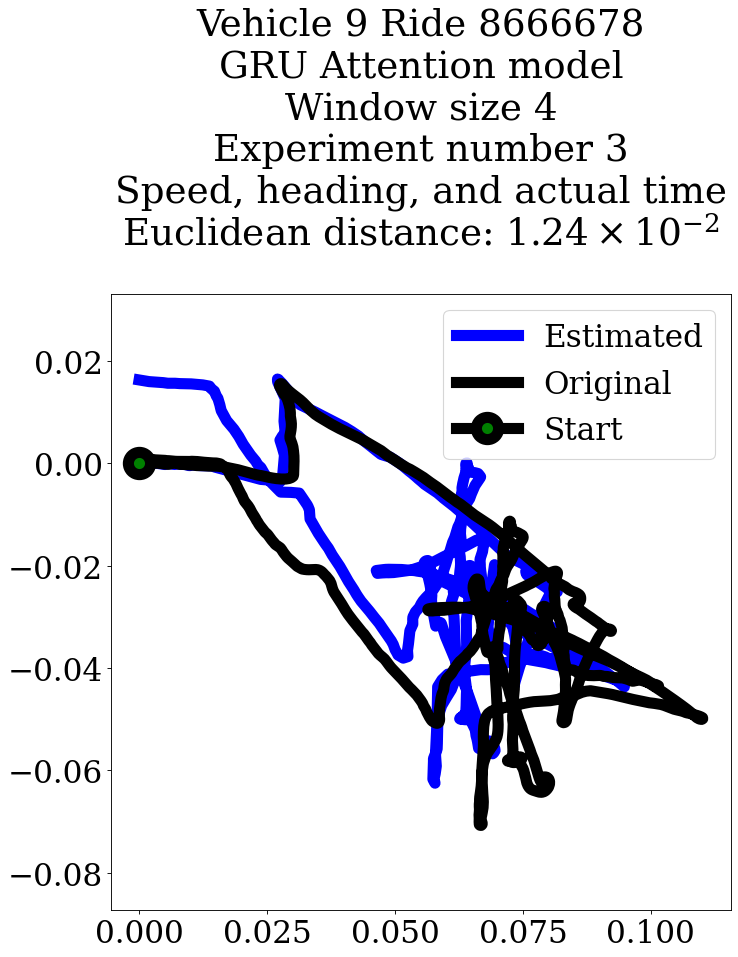 Vehicle 9 Ride 8666678
GRU Attention model
Window size 4
Experiment number 3
Speed, heading, and actual time
Euclidean distance: 1.24 × 10⁻²
Estimated
Original
Start
0.02
0.00
−0.02
−0.04
−0.06
−0.08
0.000 0.025 0.050 0.075 0.100